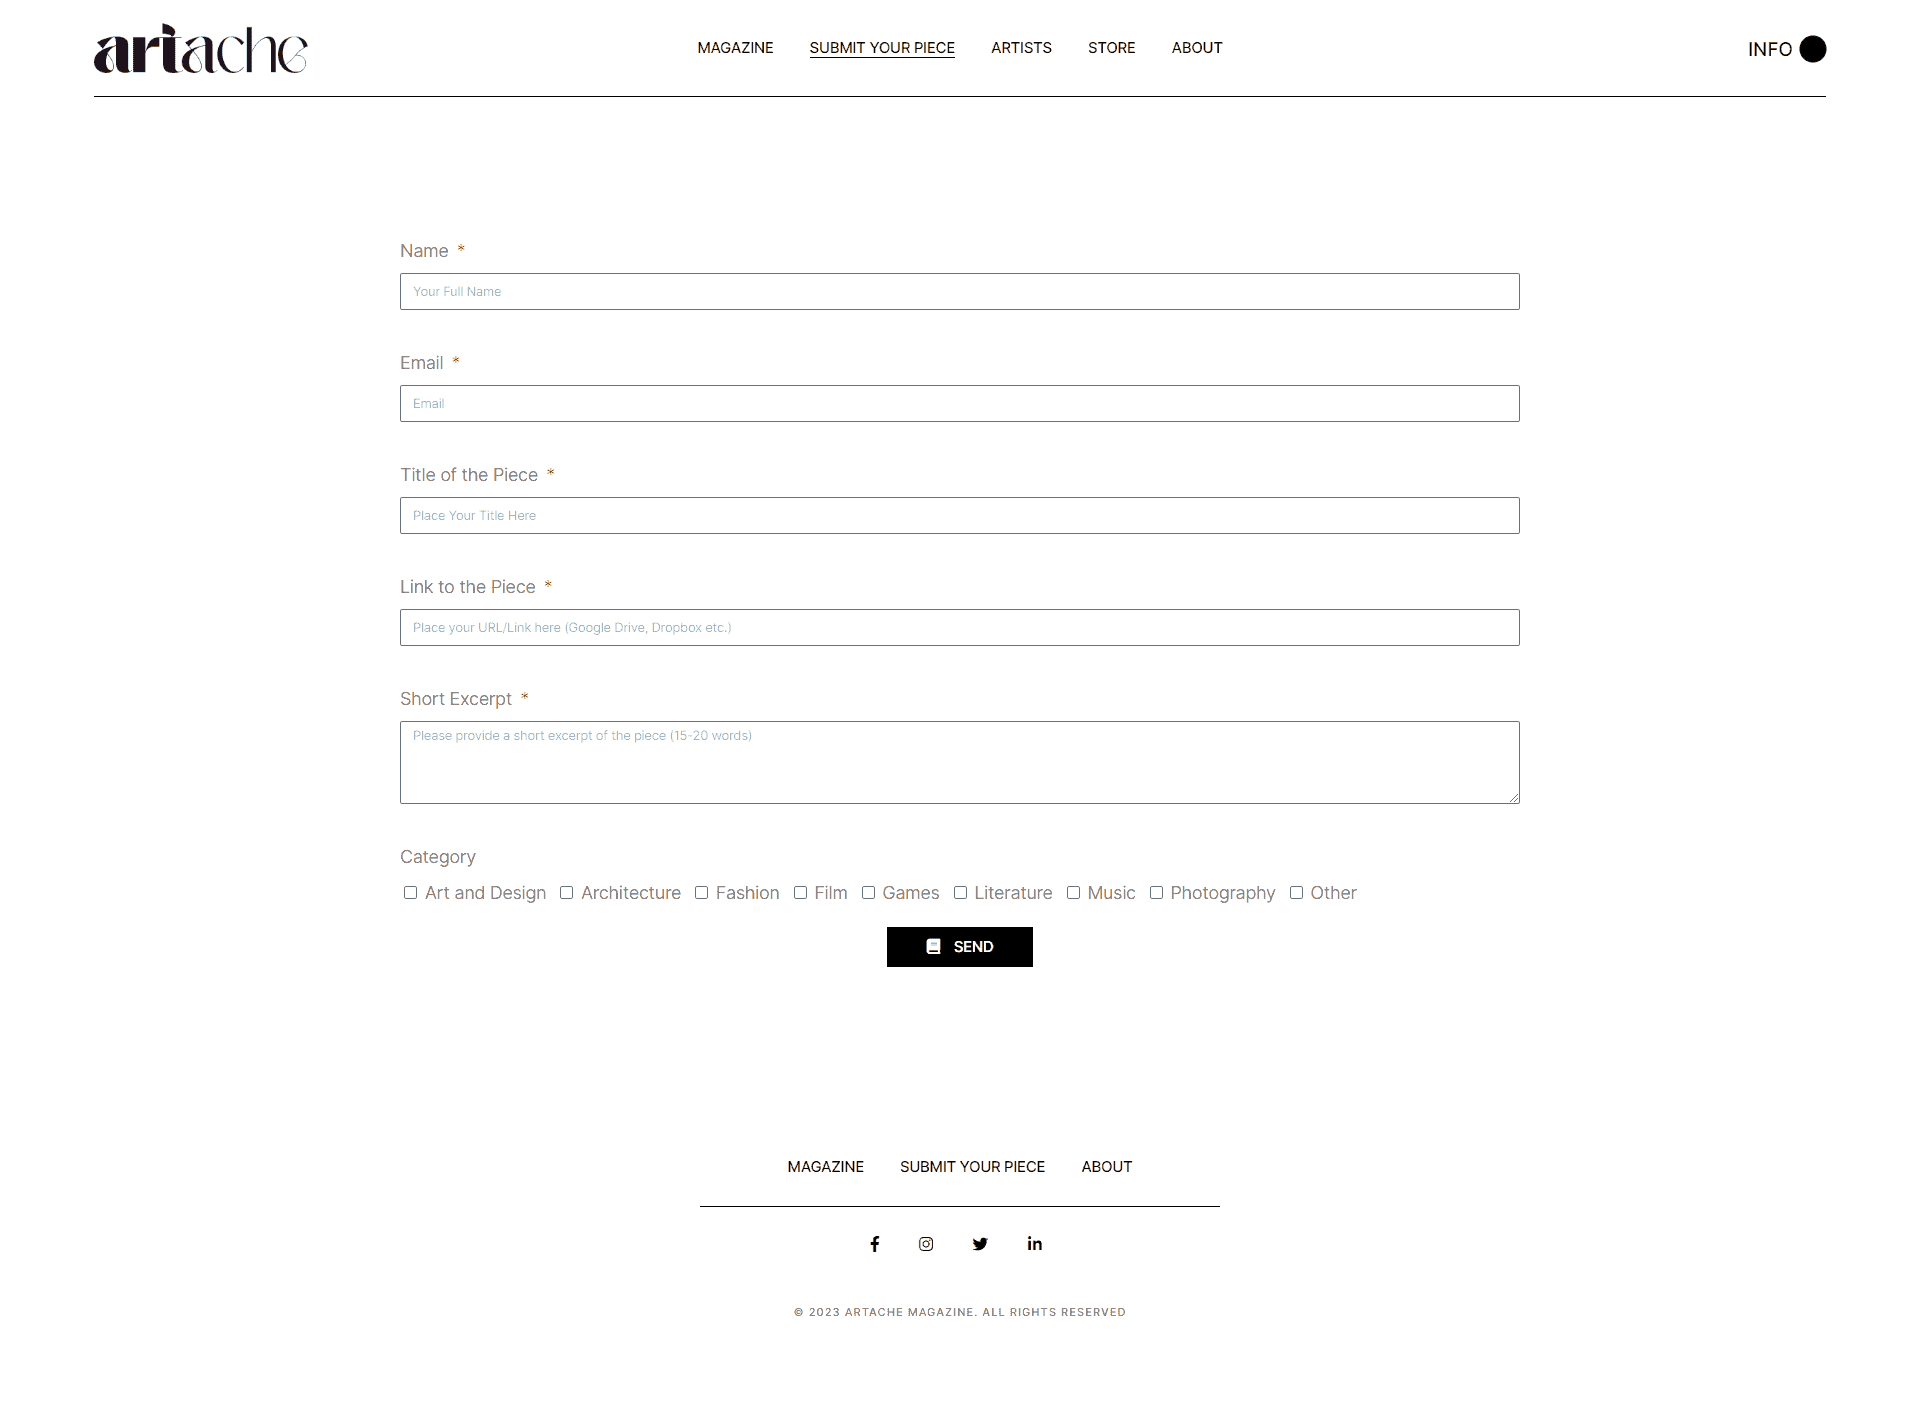 artache
MAGAZINE SUBMIT YOUR PIECE ARTISTS STORE ABOUT INFO
Name *
Your Full Name
Email *
Email
Title of the Piece *
Place Your Title Here
Link to the Piece *
Place your URL/Link here (Google Drive, Dropbox etc.)
Short Excerpt *
Please provide a short excerpt of the piece (15-20 words)
Category
Art and Design Architecture Fashion Film Games Literature Music Photography Other
SEND
MAGAZINE SUBMIT YOUR PIECE ABOUT
© 2023 ARTACHE MAGAZINE. ALL RIGHTS RESERVED